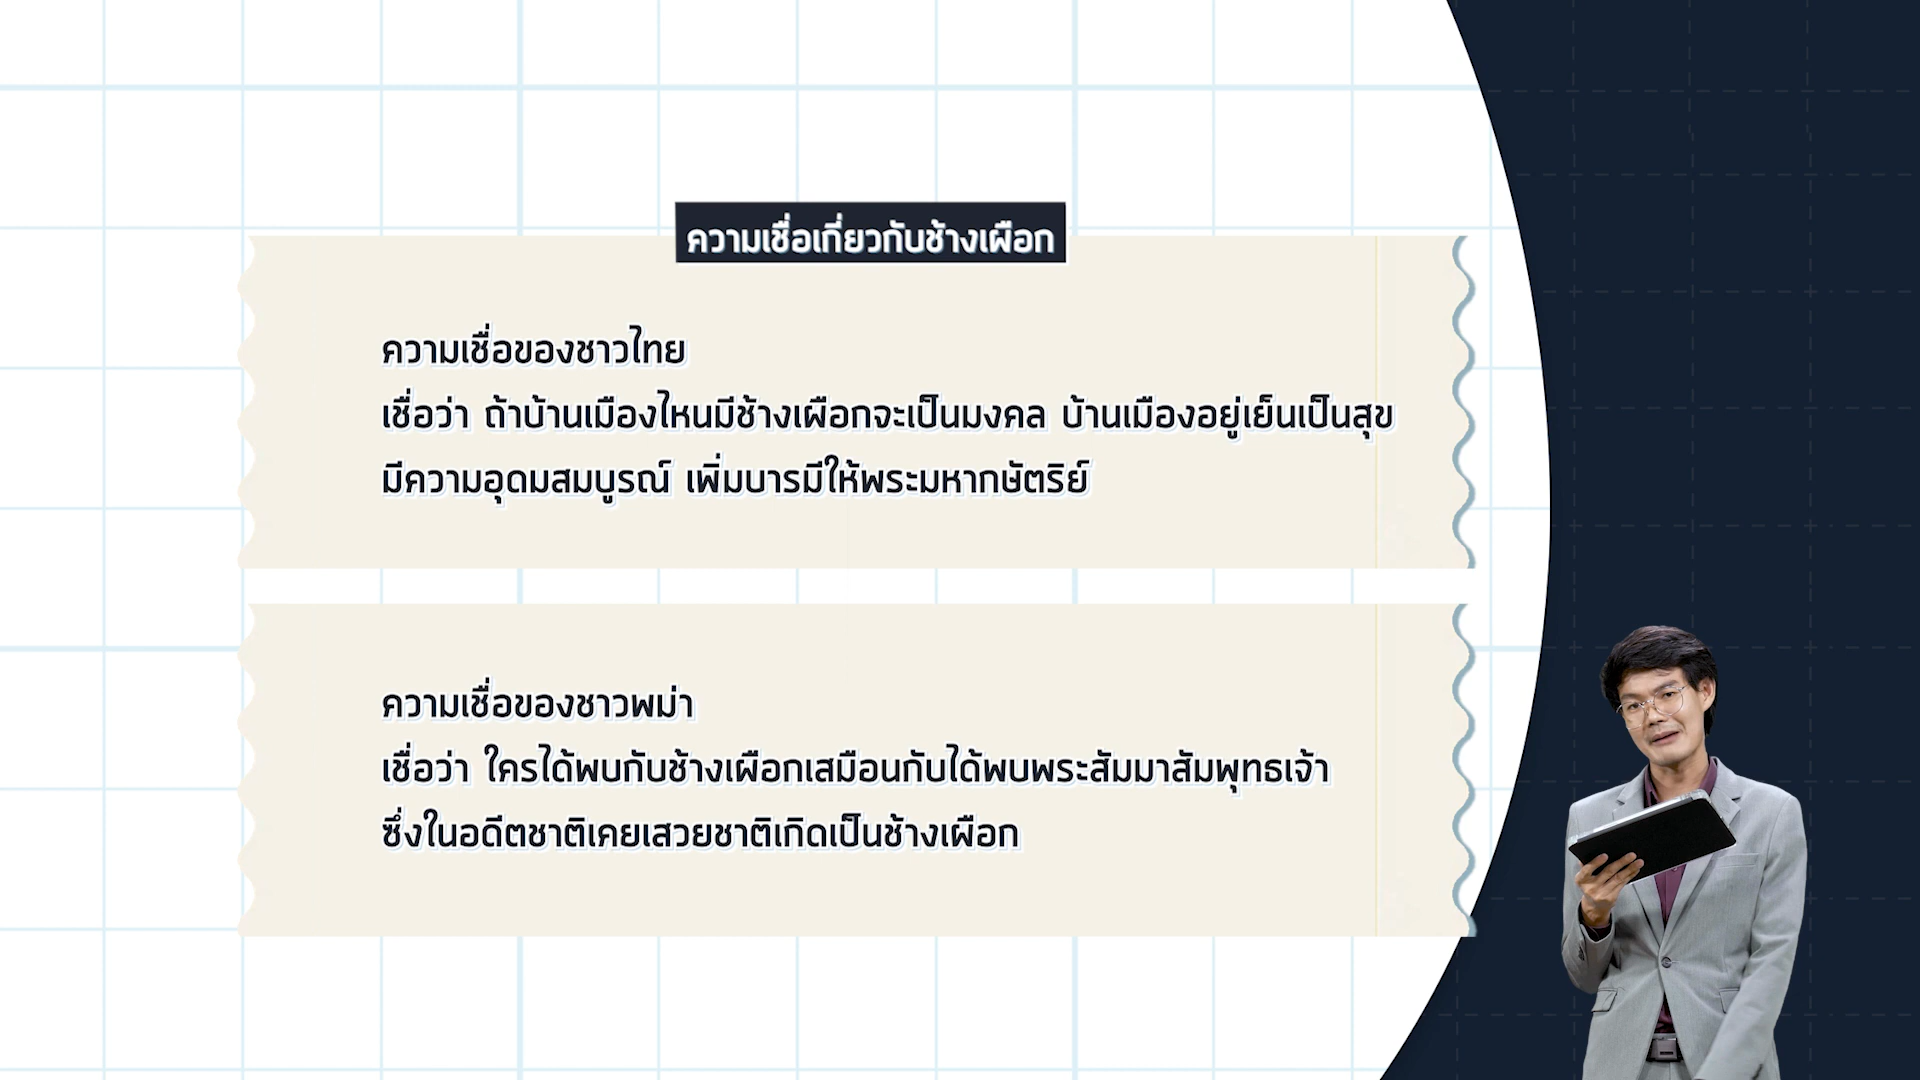 ความเชื่อเกี่ยวกับช้างเผือก
ความเชื่อของชาวไทย
เชื่อว่า ถ้าบ้านเมืองไหนมีช้างเผือกจะเป็นมงคล บ้านเมืองอยู่เย็นเป็นสุข
มีความอุดมสมบูรณ์ เพิ่มบารมีให้พระมหากษัตริย์
ความเชื่อของชาวพม่า
เชื่อว่า ใครได้พบกับช้างเผือกเสมือนกับได้พบพระสัมมาสัมพุทธเจ้า
ซึ่งในอดีตชาติเคยเสวยชาติเกิดเป็นช้างเผือก